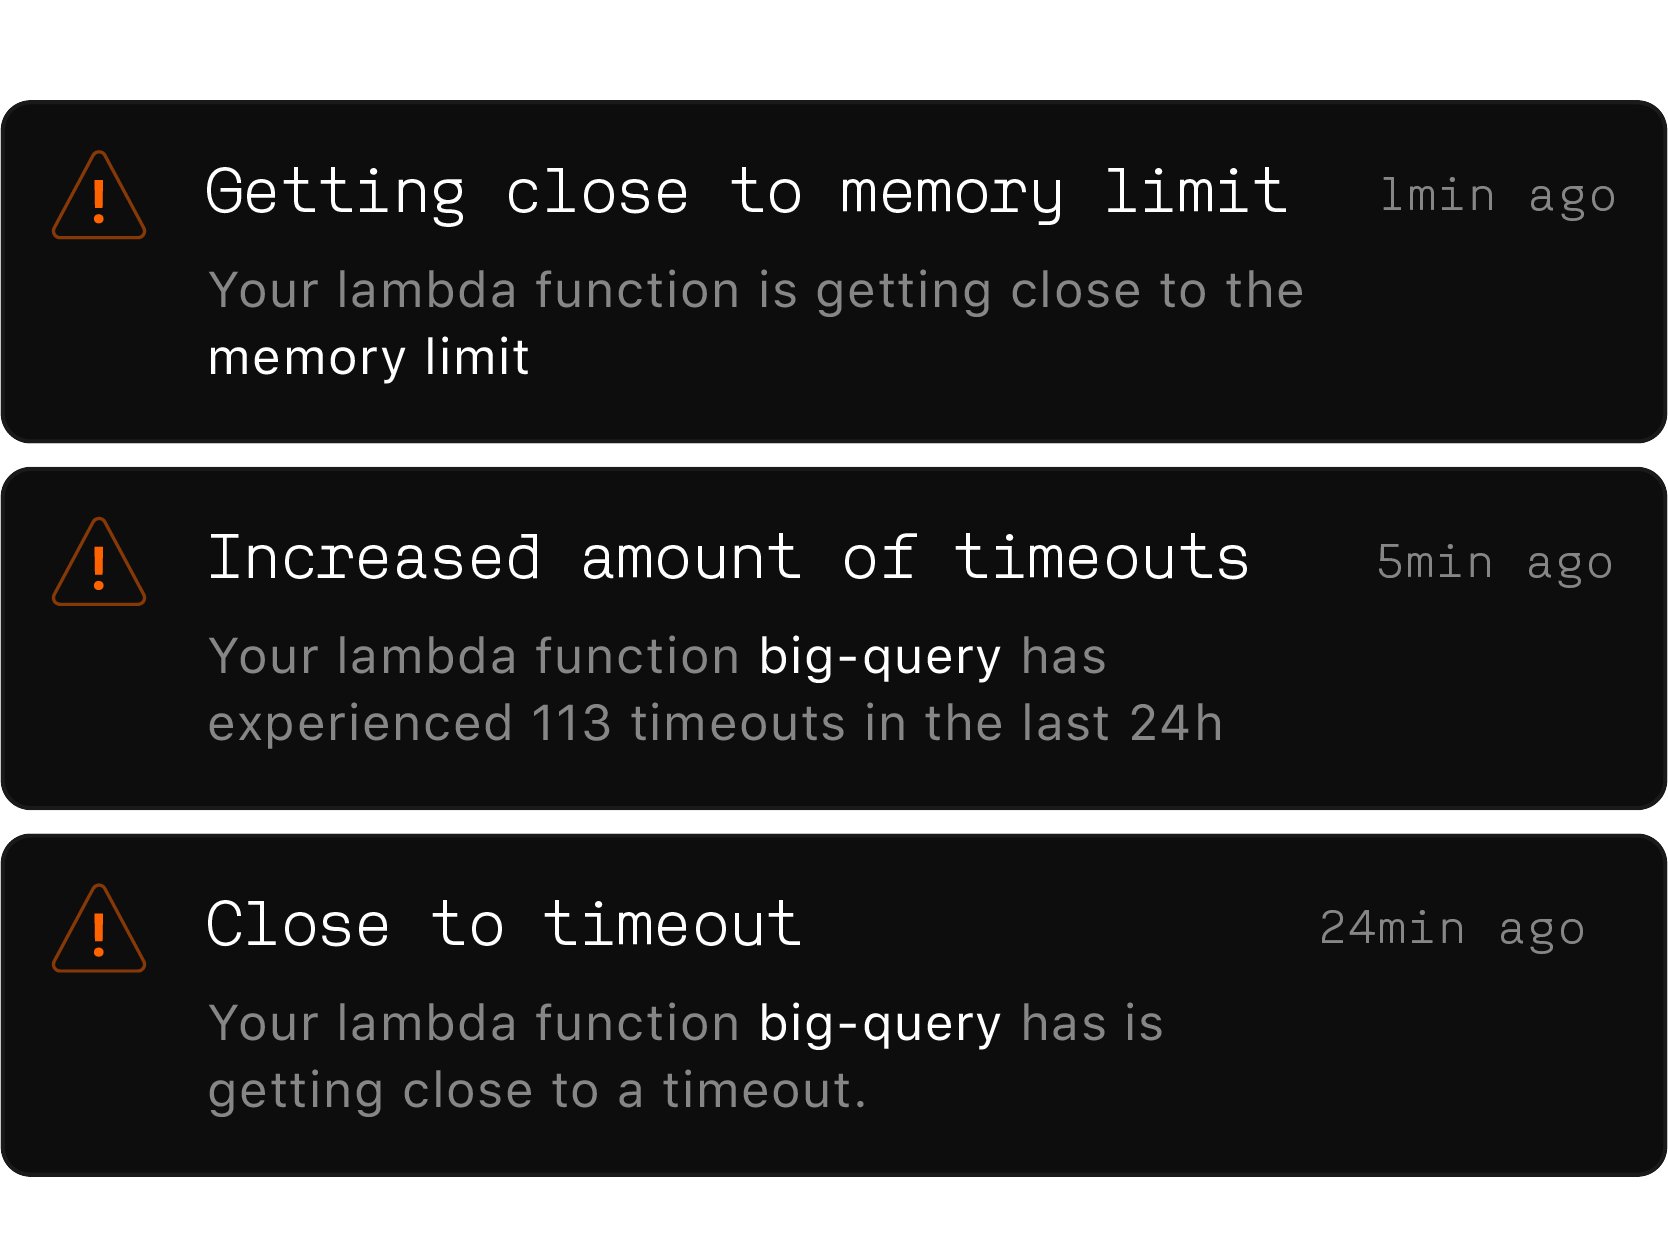 Getting close to memory limit 1min ago
Your lambda function is getting close to the
memory limit
Increased amount of timeouts 5min ago
Your lambda function big-query has
experienced 113 timeouts in the last 24h
Close to timeout 24min ago
Your lambda function big-query has is
getting close to a timeout.